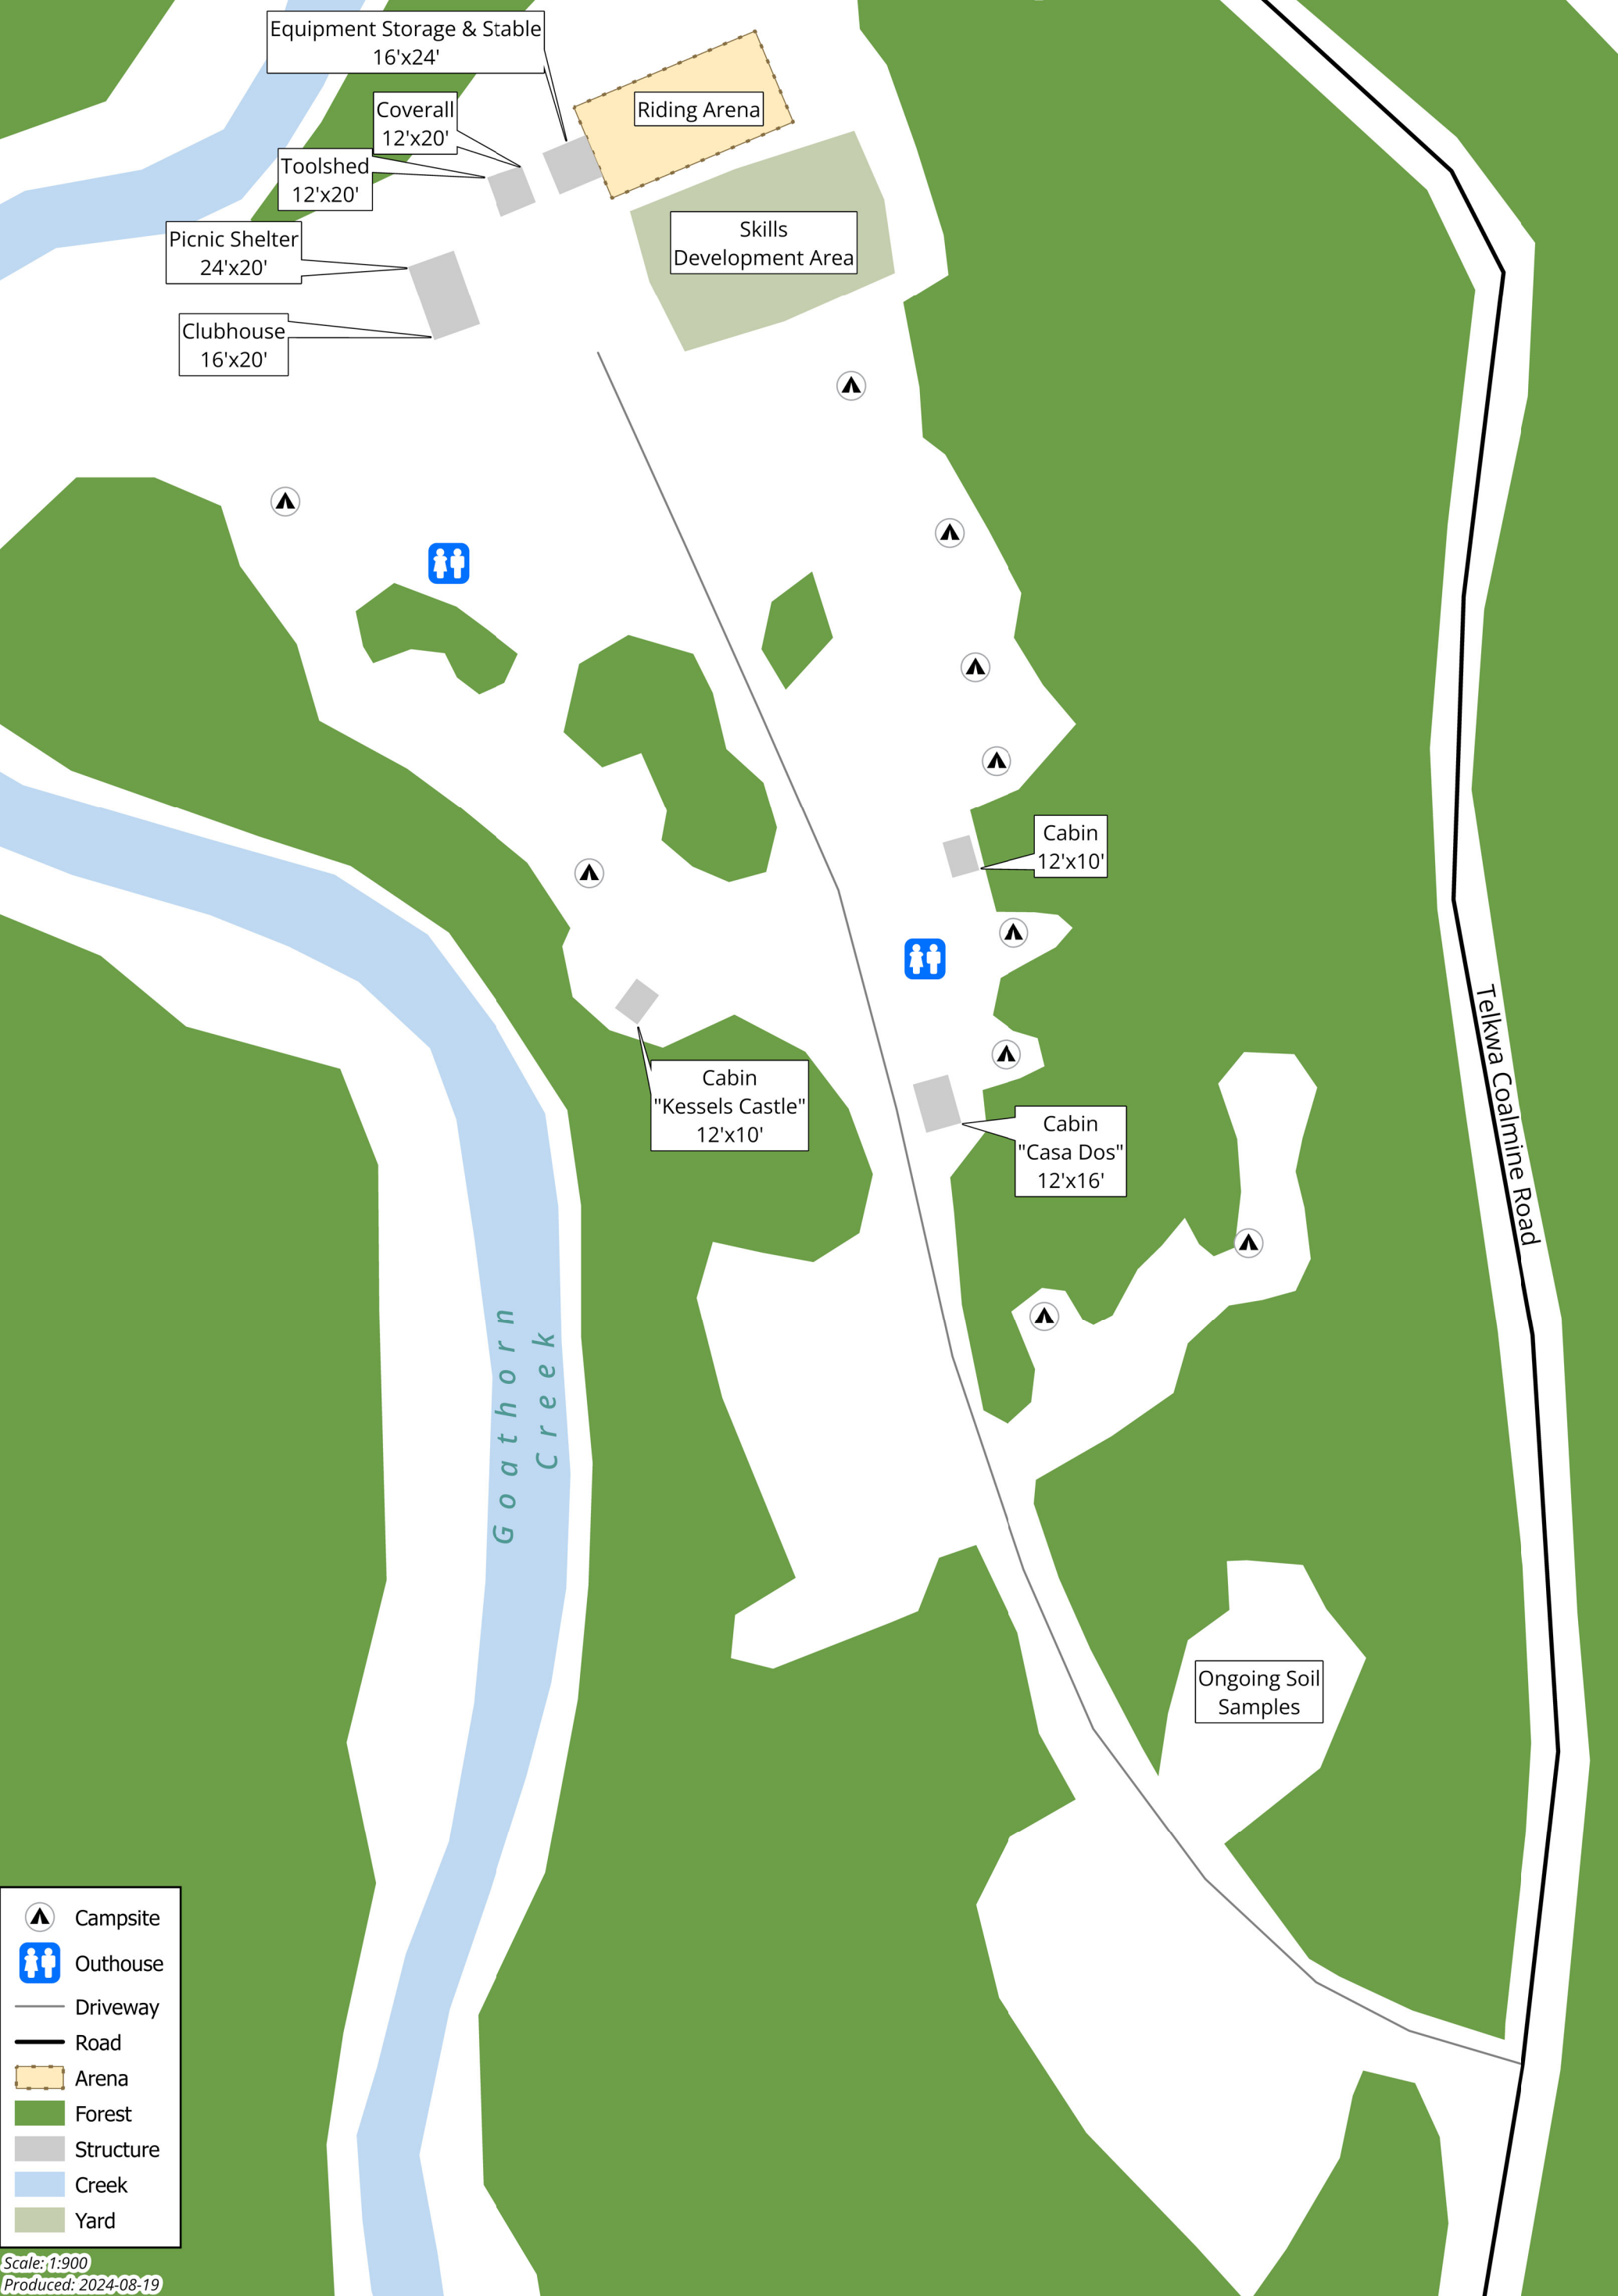 Equipment Storage & Stable
16'x24'
Coverall
12'x20'
Riding Arena
Toolshed
12'x20'
Picnic Shelter
24'x20'
Skills
Development Area
Clubhouse
16'x20'
Cabin
12'x10'
Telkwa Coalmine Road
Cabin
"Kessels Castle"
12'x10'
Cabin
"Casa Dos"
12'x16'
Goathorn
Creek
Ongoing Soil
Samples
Campsite
Outhouse
Driveway
Road
Arena
Forest
Structure
Creek
Yard
Scale: 1:900
Produced: 2024-08-19